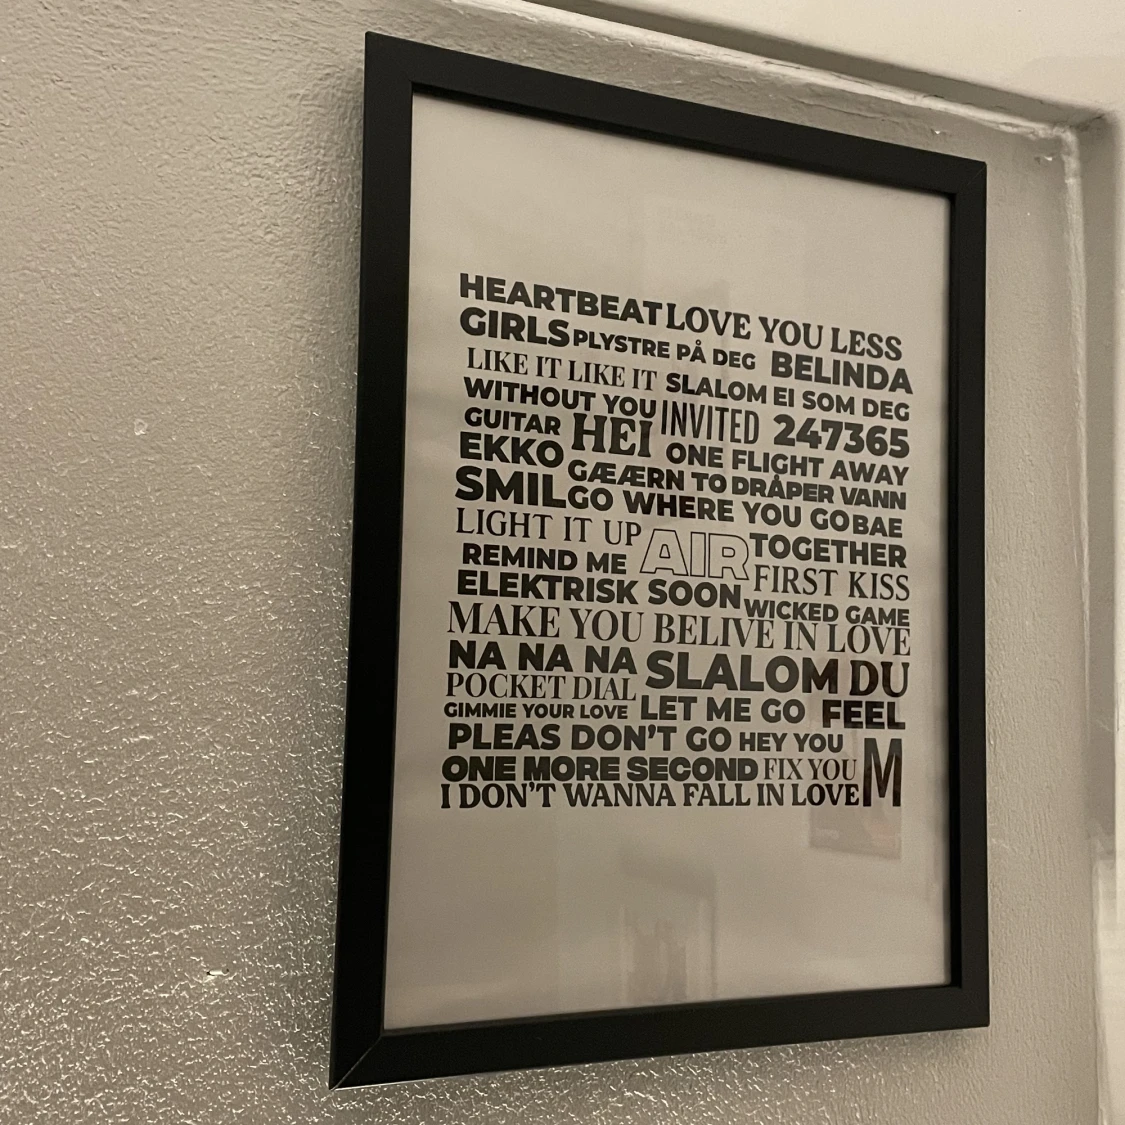 HEARTBEAT LOVE YOU LESS
GIRLS PLYSTRE PÅ DEG BELINDA
LIKE IT LIKE IT SLALOM EI SOM DEG
WITHOUT YOU INVITED 247365
GUITAR HEI ONE FLIGHT AWAY
EKKO GÆÆÆRN TO DRÅPER VANN
SMIL GO WHERE YOU GO BAE
LIGHT IT UP AIR TOGETHER
REMIND ME FIRST KISS
ELEKTRISK SOON WICKED GAME
MAKE YOU BELIVE IN LOVE
NA NA NA SLALOM DU
POCKET DIAL
GIMMIE YOUR LOVE LET ME GO FEEL
PLEAS DON'T GO HEY YOU M
ONE MORE SECOND FIX YOU
I DON'T WANNA FALL IN LOVE